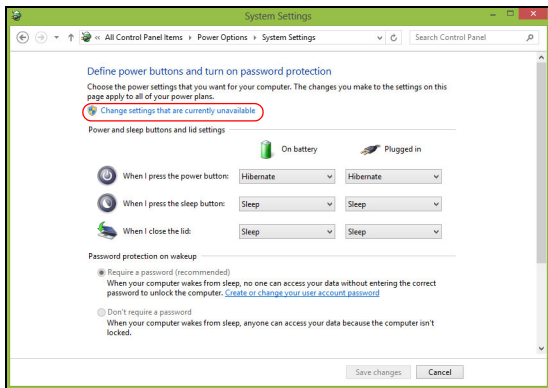 System Settings
« All Control Panel Items › Power Options › System Settings
Search Control Panel
Define power buttons and turn on password protection
Choose the power settings that you want for your computer. The changes you make to the settings on this
page apply to all of your power plans.
Change settings that are currently unavailable
Power and sleep buttons and lid settings
On battery Plugged in
When I press the power button: Hibernate Hibernate
When I press the sleep button: Sleep Sleep
When I close the lid: Sleep Sleep
Password protection on wakeup
Require a password (recommended)
When your computer wakes from sleep, no one can access your data without entering the correct
password to unlock the computer. Create or change your user account password
Don't require a password
When your computer wakes from sleep, anyone can access your data because the computer isn't
locked.
Save changes Cancel